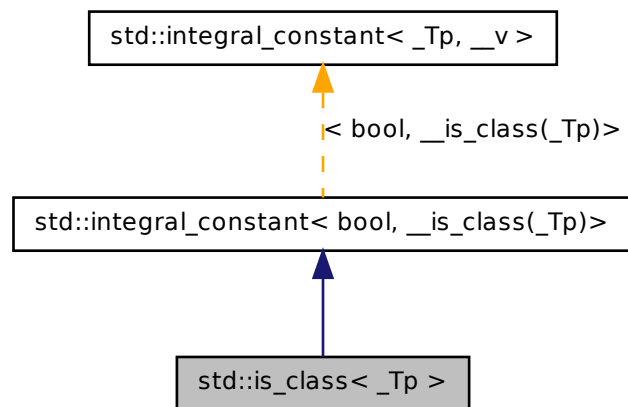 std::integral_constant< _Tp, __v >
< bool, __is_class(_Tp)>
std::integral_constant< bool, __is_class(_Tp)>
std::is_class< _Tp >